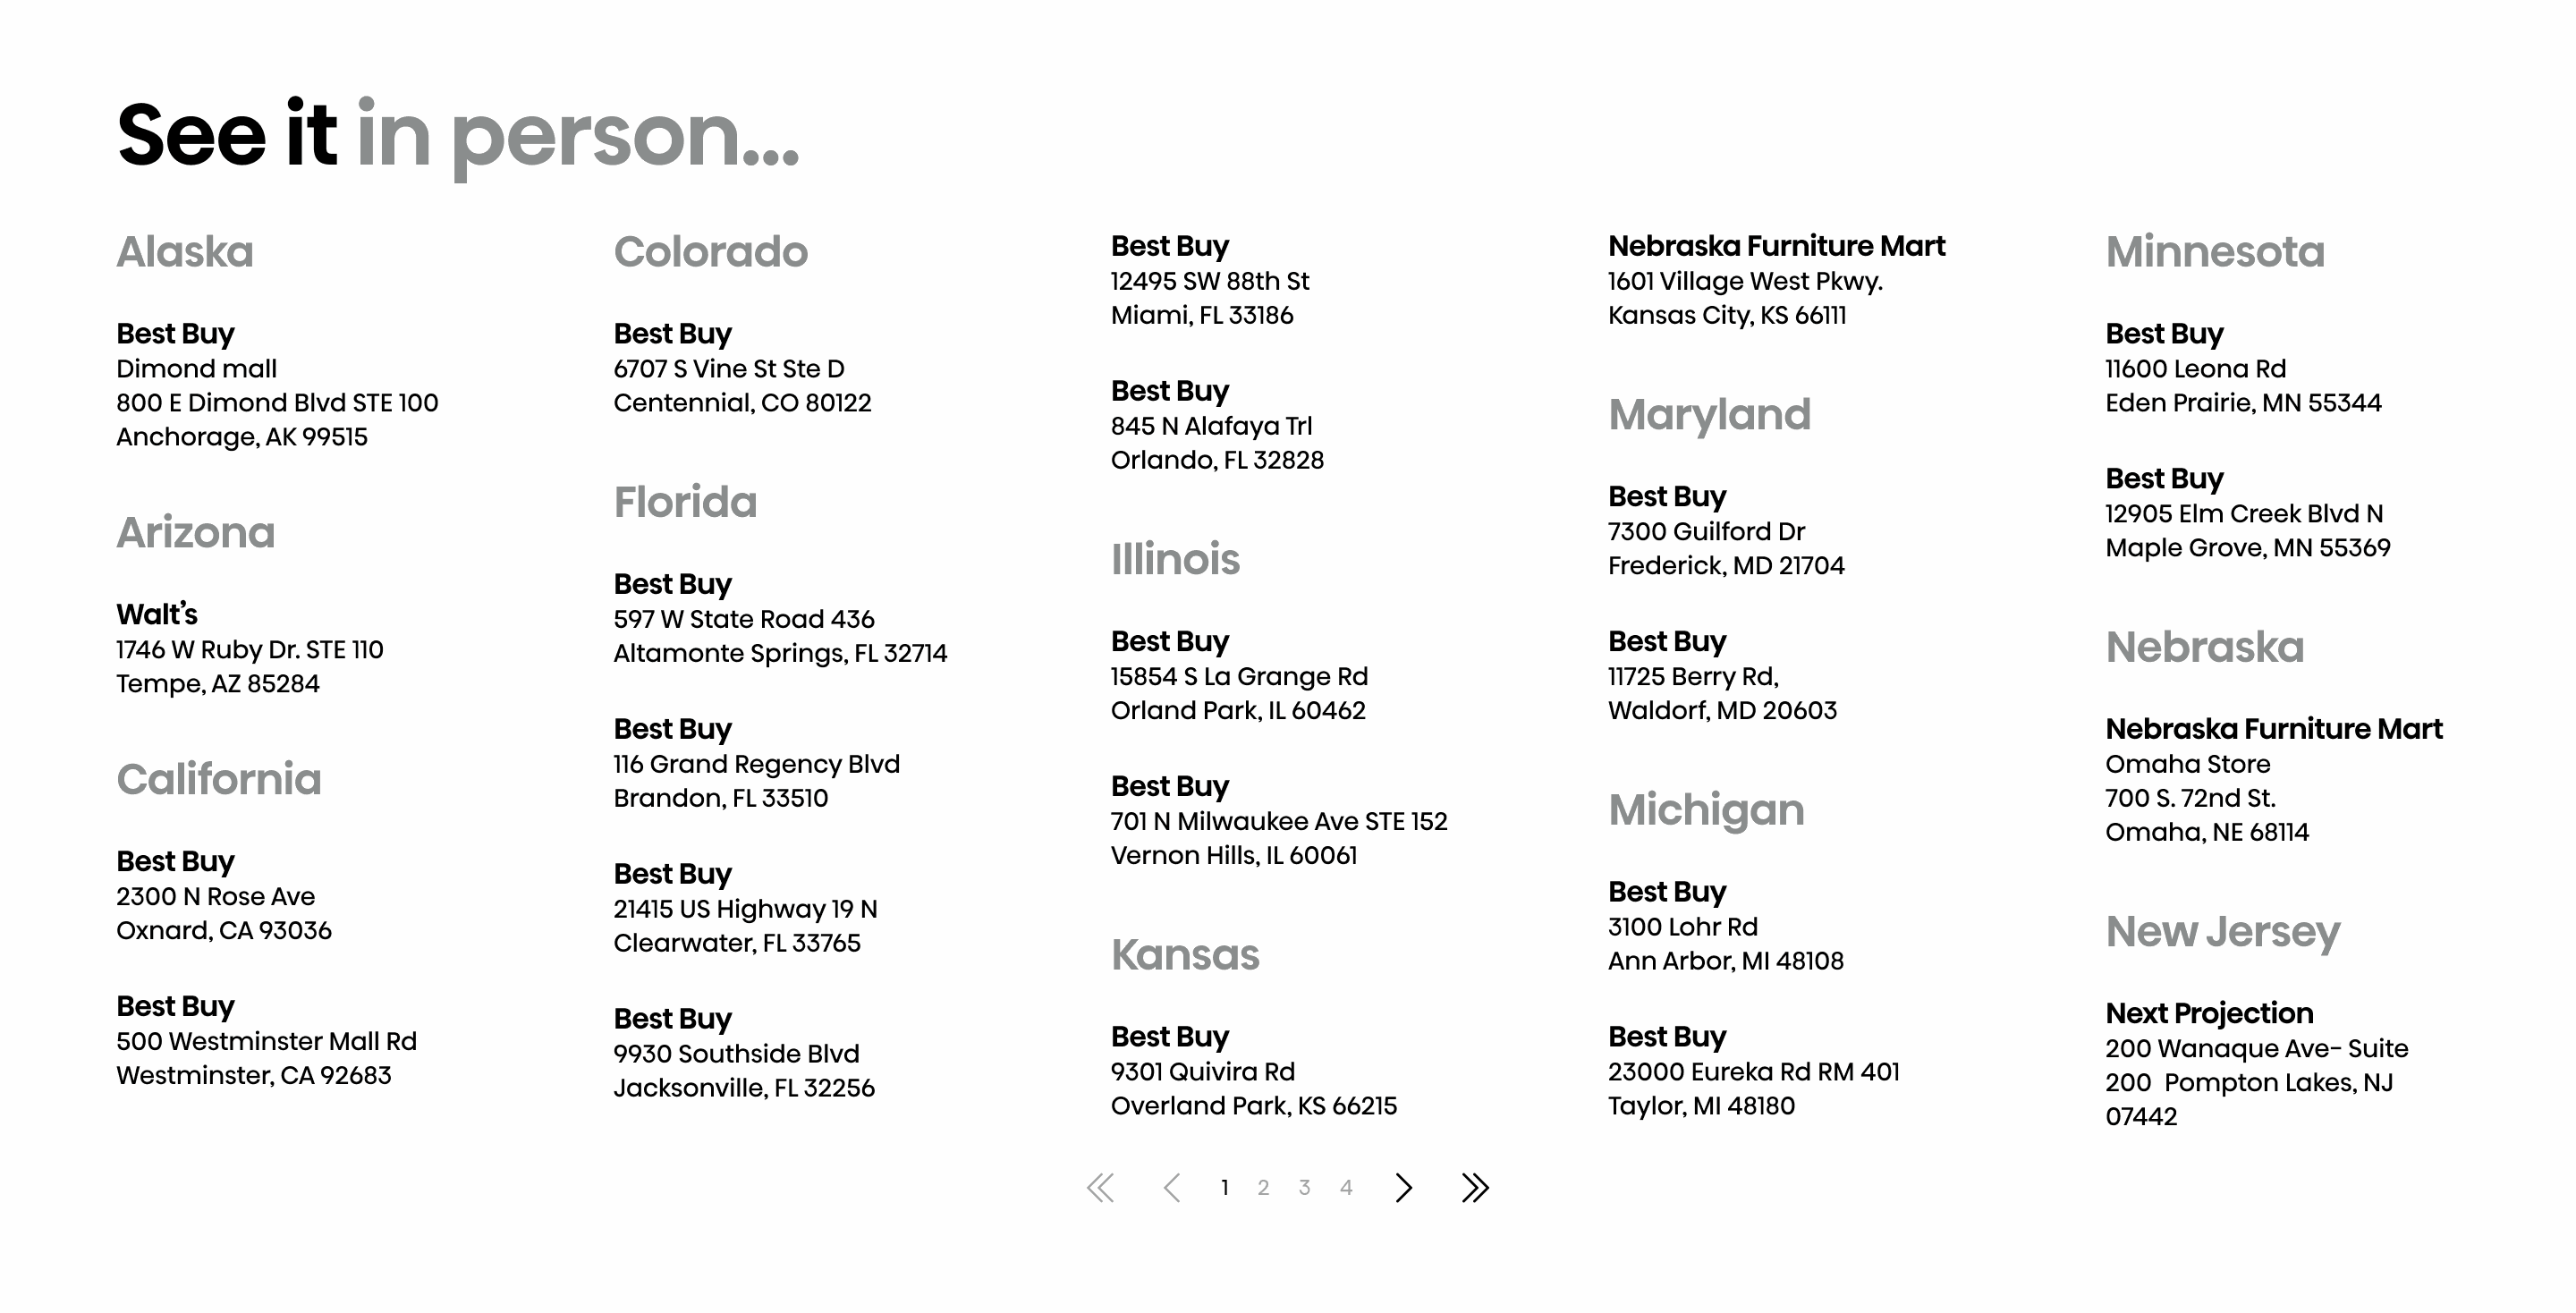 See it in person...
Alaska
Best Buy
Dimond mall
800 E Dimond Blvd STE 100
Anchorage, AK 99515
Arizona
Walt's
1746 W Ruby Dr. STE 110
Tempe, AZ 85284
California
Best Buy
2300 N Rose Ave
Oxnard, CA 93036
Best Buy
500 Westminster Mall Rd
Westminster, CA 92683
Colorado
Best Buy
6707 S Vine St Ste D
Centennial, CO 80122
Florida
Best Buy
597 W State Road 436
Altamonte Springs, FL 32714
Best Buy
116 Grand Regency Blvd
Brandon, FL 33510
Best Buy
21415 US Highway 19 N
Clearwater, FL 33765
Best Buy
9930 Southside Blvd
Jacksonville, FL 32256
Best Buy
12495 SW 88th St
Miami, FL 33186
Best Buy
845 N Alafaya Trl
Orlando, FL 32828
Illinois
Best Buy
15854 S La Grange Rd
Orland Park, IL 60462
Best Buy
701 N Milwaukee Ave STE 152
Vernon Hills, IL 60061
Kansas
Best Buy
9301 Quivira Rd
Overland Park, KS 66215
Nebraska Furniture Mart
1601 Village West Pkwy.
Kansas City, KS 66111
Maryland
Best Buy
7300 Guilford Dr
Frederick, MD 21704
Best Buy
11725 Berry Rd,
Waldorf, MD 20603
Michigan
Best Buy
3100 Lohr Rd
Ann Arbor, MI 48108
Best Buy
23000 Eureka Rd RM 401
Taylor, MI 48180
Minnesota
Best Buy
11600 Leona Rd
Eden Prairie, MN 55344
Best Buy
12905 Elm Creek Blvd N
Maple Grove, MN 55369
Nebraska
Nebraska Furniture Mart
Omaha Store
700 S. 72nd St.
Omaha, NE 68114
New Jersey
Next Projection
200 Wanaque Ave- Suite
200  Pompton Lakes, NJ
07442
1 2 3 4